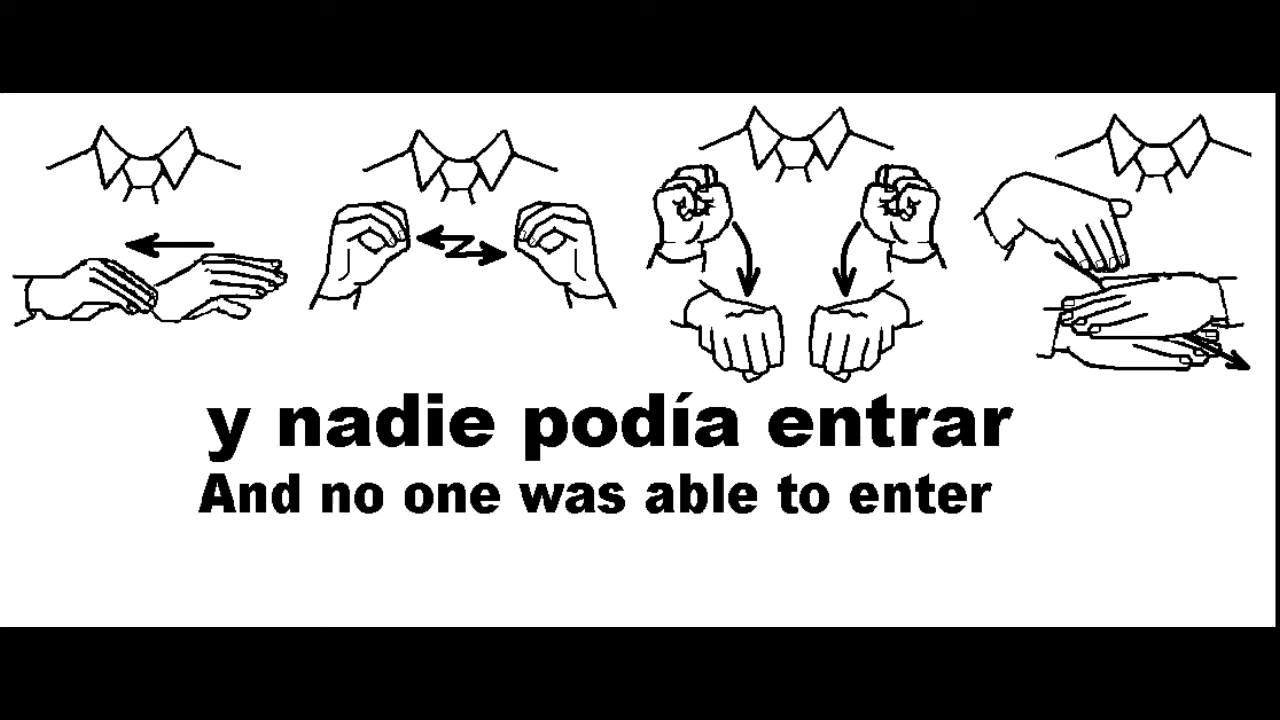 y nadie podía entrar
And no one was able to enter